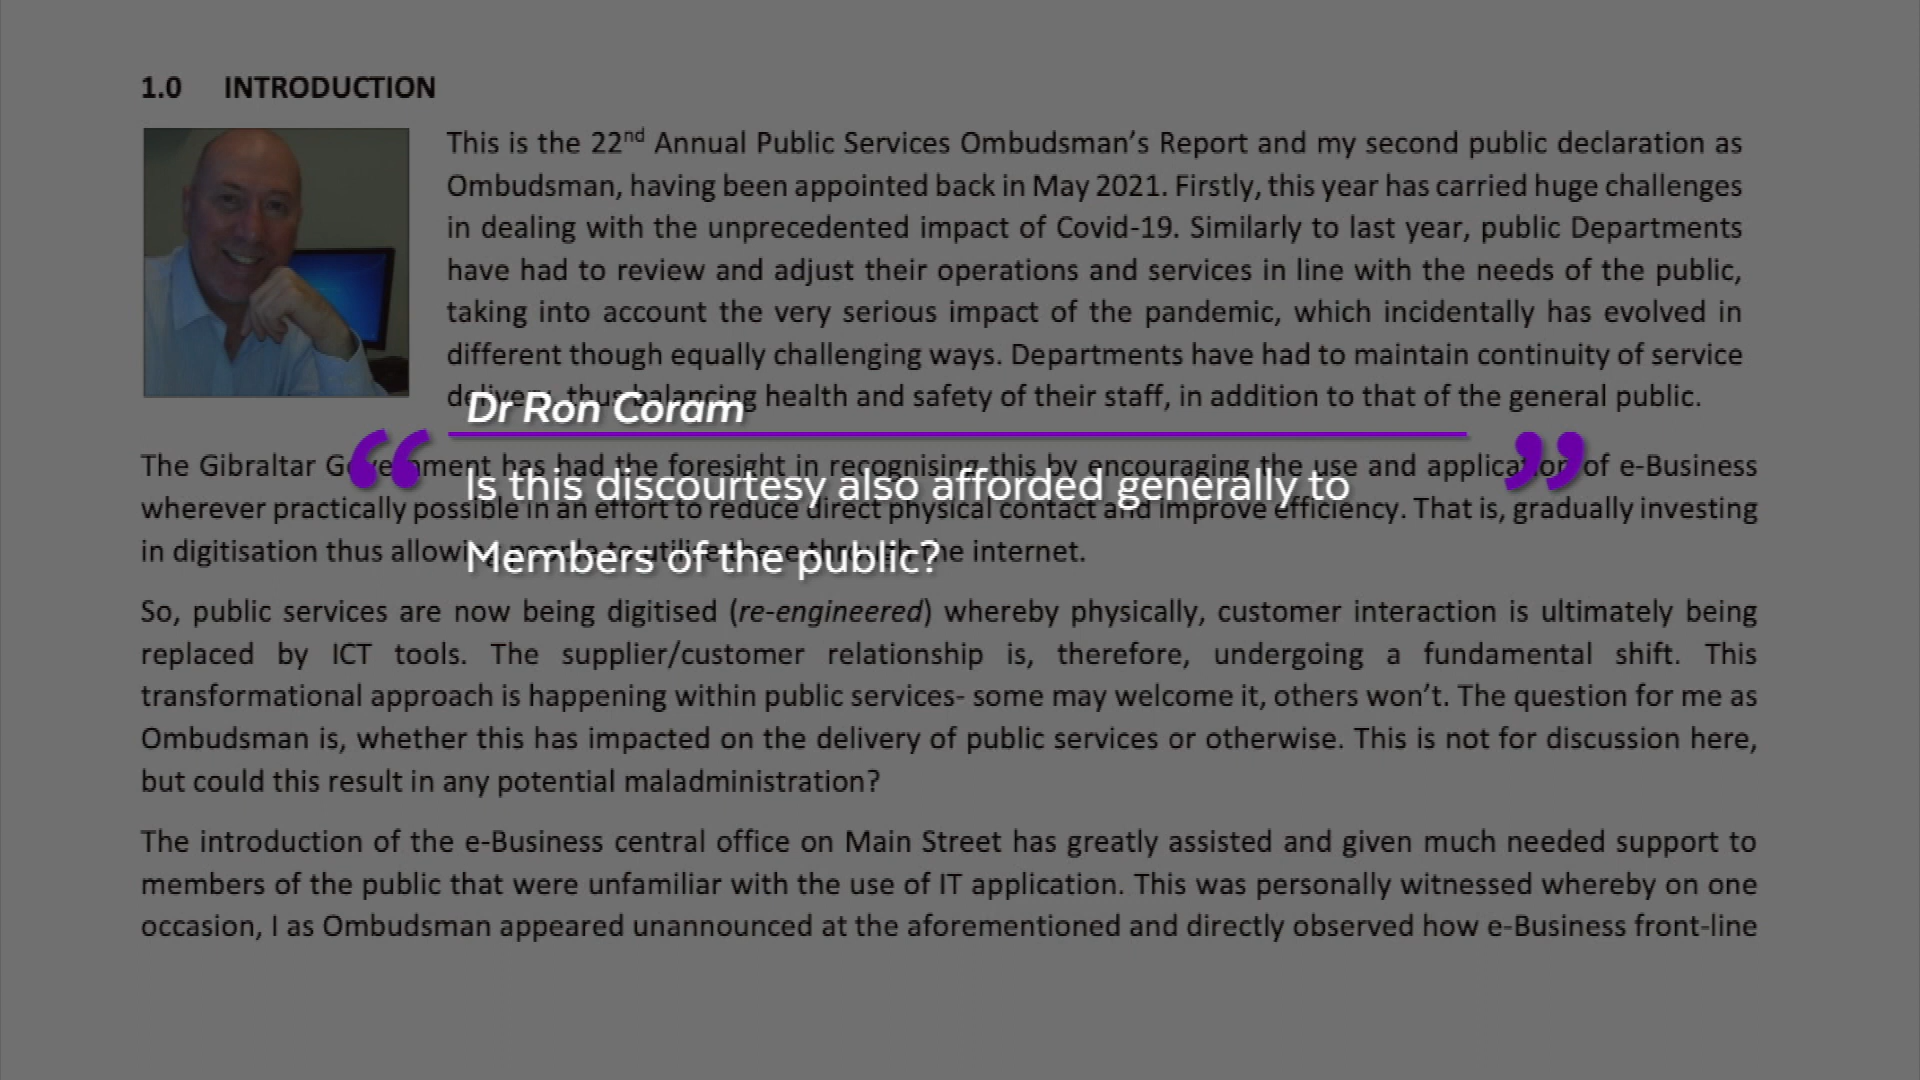 1.0 INTRODUCTION
This is the 22nd Annual Public Services Ombudsman's Report and my second public declaration as
Ombudsman, having been appointed back in May 2021. Firstly, this year has carried huge challenges
in dealing with the unprecedented impact of Covid-19. Similarly to last year, public Departments
have had to review and adjust their operations and services in line with the needs of the public,
taking into account the very serious impact of the pandemic, which incidentally has evolved in
different though equally challenging ways. Departments have had to maintain continuity of service
delivery, thus balancing health and safety of their staff, in addition to that of the general public.
Dr Ron Coram
“ ”
The Gibraltar Government has had the foresight in recognising this by encouraging the use and application of e-Business
Is this discourtesy also afforded generally to
wherever practically possible in an effort to reduce direct physical contact and improve efficiency. That is, gradually investing
in digitisation thus allowing people to utilise these through the internet.
Members of the public?
So, public services are now being digitised (re-engineered) whereby physically, customer interaction is ultimately being
replaced by ICT tools. The supplier/customer relationship is, therefore, undergoing a fundamental shift. This
transformational approach is happening within public services- some may welcome it, others won't. The question for me as
Ombudsman is, whether this has impacted on the delivery of public services or otherwise. This is not for discussion here,
but could this result in any potential maladministration?
The introduction of the e-Business central office on Main Street has greatly assisted and given much needed support to
members of the public that were unfamiliar with the use of IT application. This was personally witnessed whereby on one
occasion, I as Ombudsman appeared unannounced at the aforementioned and directly observed how e-Business front-line